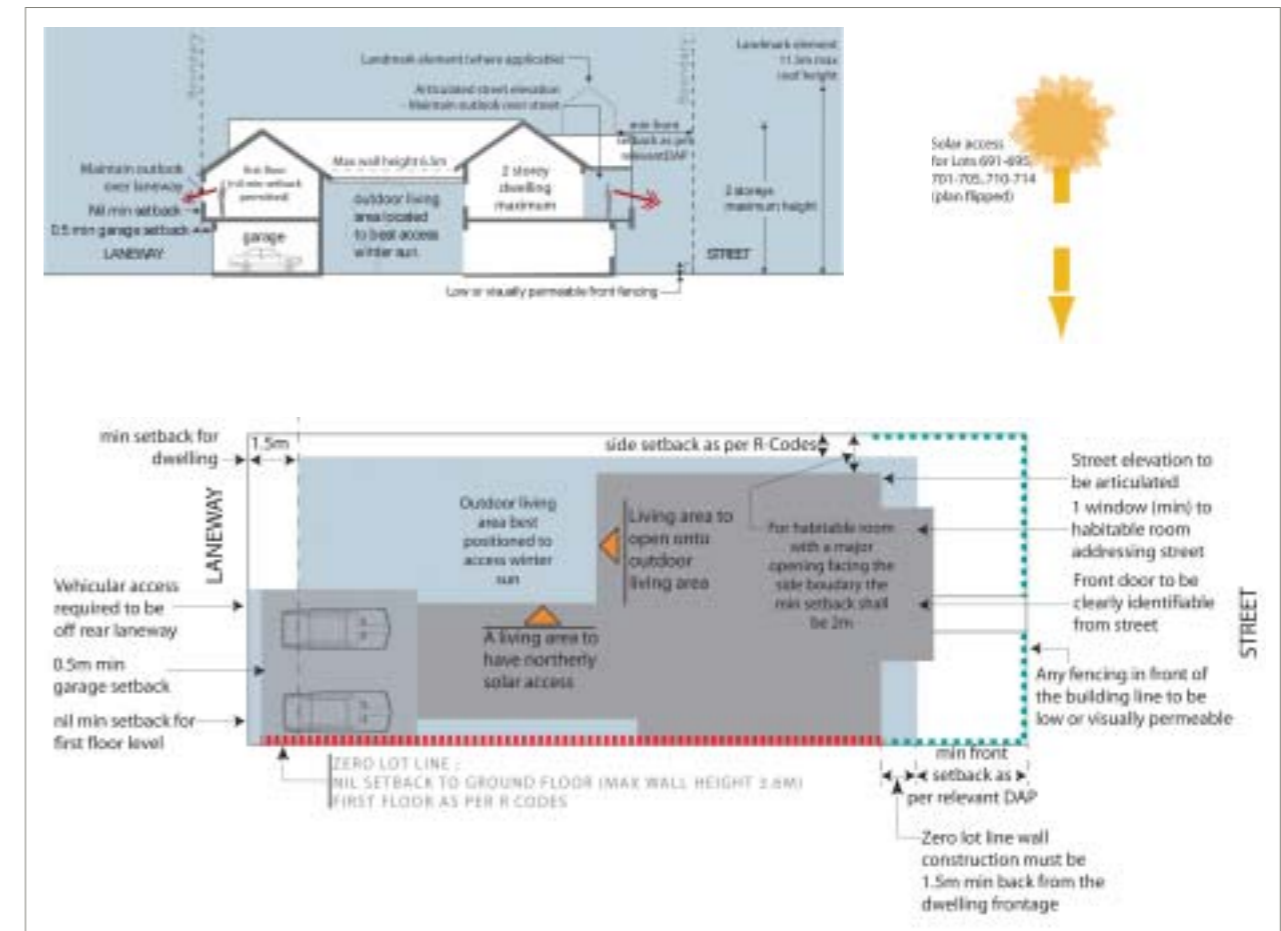 Boundary
Landmark element (where applicable)
Articulated street elevation
- Maintain outlook over street
Boundary
Landmark element
11.5m max
roof height
min front
setback as per
relevant DAP
Maintain outlook
over laneway
first floor
(nil min setback
permitted)
Max wall height 6.5m
2 storey
dwelling
maximum
2 storeys
maximum height
Nil min setback
0.5 min garage setback
garage
outdoor living
area located
to best access
winter sun.
LANEWAY
STREET
Low or visually permeable front fencing
Solar access
for Lots 691-695,
701-705, 710-714
(plan flipped)
min setback for
dwelling
1.5m
side setback as per R-Codes
LANEWAY
Outdoor living
area best
positioned to
access winter
sun
Living area to
open onto
outdoor
living area
For habitable room
with a major
opening facing the
side boudary the
min setback shall
be 2m
Street elevation to
be articulated
1 window (min) to
habitable room
addressing street
Front door to be
clearly identifiable
from street
STREET
Vehicular access
required to be
off rear laneway
A living area to
have northerly
solar access
0.5m min
garage setback
nil min setback for
first floor level
Any fencing in front of
the building line to be
low or visually permeable
ZERO LOT LINE :
NIL SETBACK TO GROUND FLOOR (MAX WALL HEIGHT 3.6M)
FIRST FLOOR AS PER R CODES
min front
setback as
per relevant DAP
Zero lot line wall
construction must be
1.5m min back from the
dwelling frontage